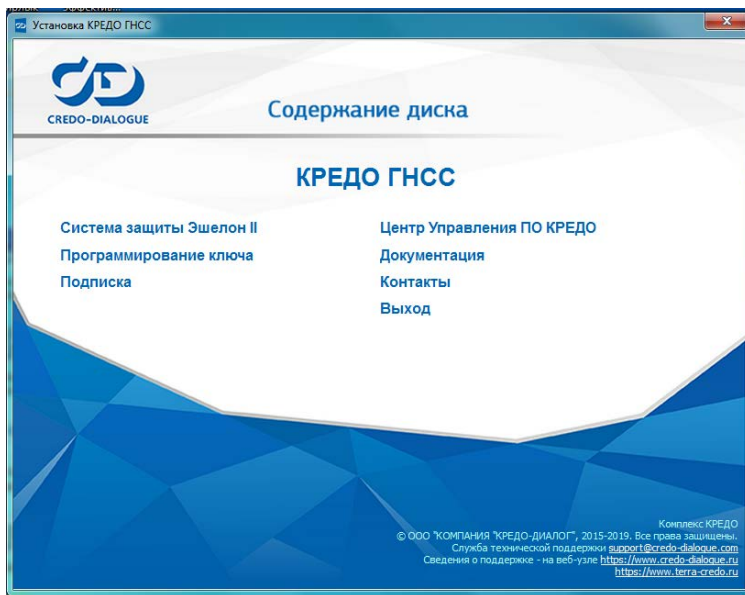 Установка КРЕДО ГНСС
CREDO-DIALOGUE
Содержание диска
КРЕДО ГНСС
Система защиты Эшелон II
Программирование ключа
Подписка
Центр Управления ПО КРЕДО
Документация
Контакты
Выход
Комплекс КРЕДО
© ООО "КОМПАНИЯ "КРЕДО-ДИАЛОГ", 2015-2019. Все права защищены.
Служба технической поддержки support@credo-dialogue.com
Сведения о поддержке - на веб-узле https://www.credo-dialogue.ru
https://www.terra-credo.ru